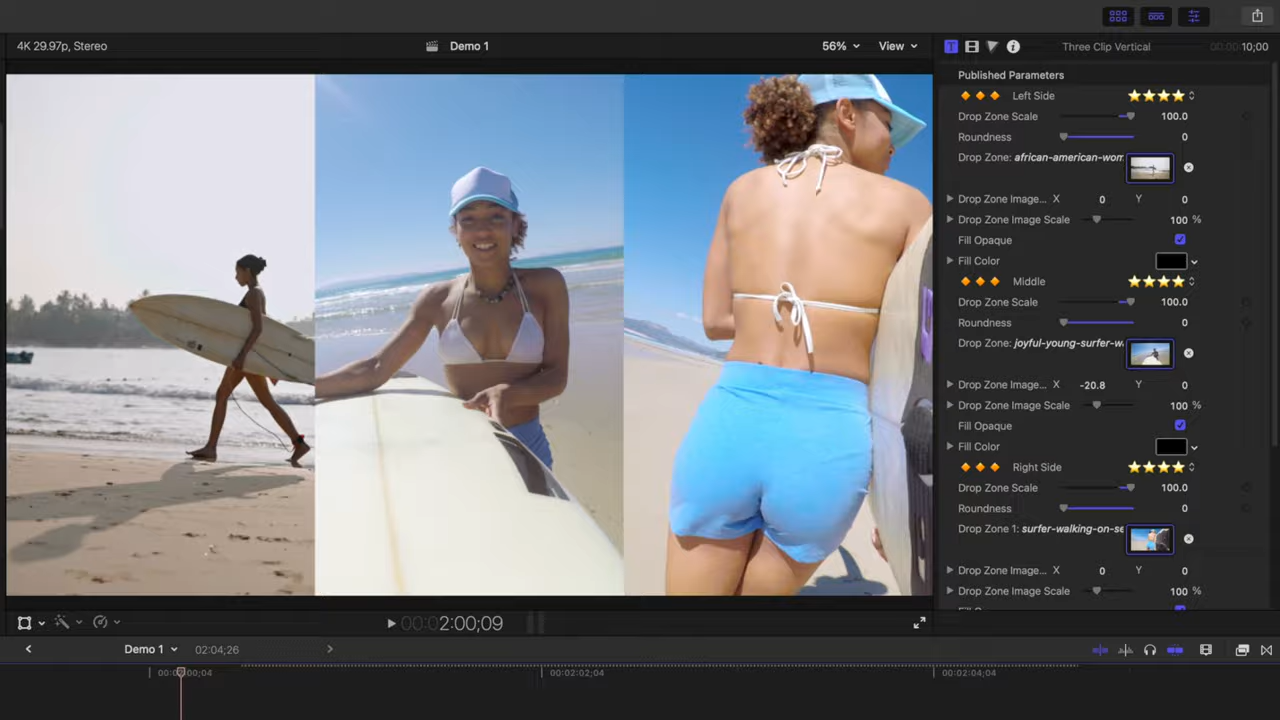 4K 29.97p, Stereo
Demo 1
56%
View
Three Clip Vertical
00:00:10;00
Published Parameters
Left Side
Drop Zone Scale 100.0
Roundness 0
Drop Zone: african-american-wom
Drop Zone Image... X 0 Y 0
Drop Zone Image Scale 100 %
Fill Opaque
Fill Color
Middle
Drop Zone Scale 100.0
Roundness 0
Drop Zone: joyful-young-surfer-w
Drop Zone Image... X -20.8 Y 0
Drop Zone Image Scale 100 %
Fill Opaque
Fill Color
Right Side
Drop Zone Scale 100.0
Roundness 0
Drop Zone 1: surfer-walking-on-se
Drop Zone Image... X 0 Y 0
Drop Zone Image Scale 100 %
00:02:00;09
Demo 1
02:04;26
00:02:00;04
00:02:02;04
00:02:04;04